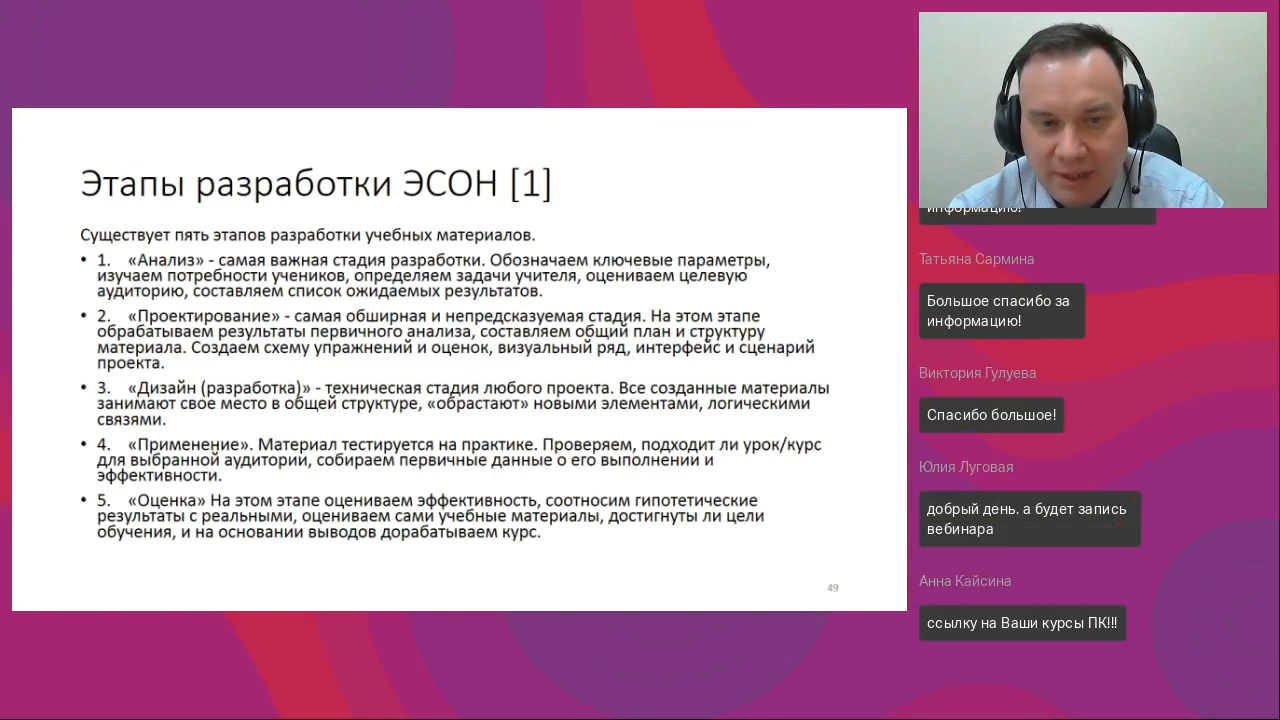 Этапы разработки ЭСОН [1]
Существует пять этапов разработки учебных материалов.
• 1. «Анализ» - самая важная стадия разработки. Обозначаем ключевые параметры,
изучаем потребности учеников, определяем задачи учителя, оцениваем целевую
аудиторию, составляем список ожидаемых результатов.
• 2. «Проектирование» - самая обширная и непредсказуемая стадия. На этом этапе
обрабатываем результаты первичного анализа, составляем общий план и структуру
материала. Создаем схему упражнений и оценок, визуальный ряд, интерфейс и сценарий
проекта.
• 3. «Дизайн (разработка)» - техническая стадия любого проекта. Все созданные материалы
занимают свое место в общей структуре, «обрастают» новыми элементами, логическими
связями.
• 4. «Применение». Материал тестируется на практике. Проверяем, подходит ли урок/курс
для выбранной аудитории, собираем первичные данные о его выполнении и
эффективности.
• 5. «Оценка» На этом этапе оцениваем эффективность, соотносим гипотетические
результаты с реальными, оцениваем сами учебные материалы, достигнуты ли цели
обучения, и на основании выводов дорабатываем курс.
49
информацию!
Татьяна Сармина
Большое спасибо за
информацию!
Виктория Гулуева
Спасибо большое!
Юлия Луговая
добрый день. а будет запись
вебинара
Анна Кайсина
ссылку на Ваши курсы ПК!!!